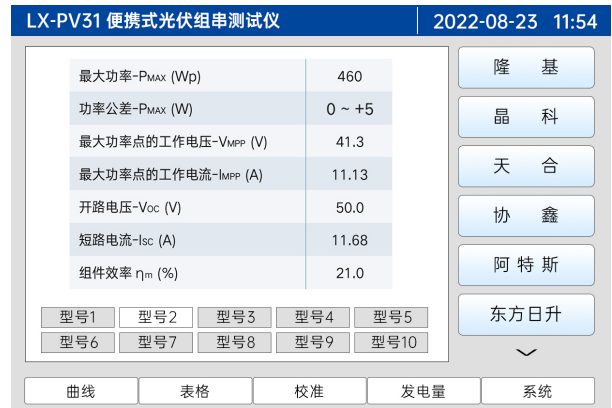 LX-PV31 便携式光伏组串测试仪 2022-08-23 11:54
最大功率-PMAX (Wp) 460
功率公差-PMAX (W) 0 ~ +5
最大功率点的工作电压-VMPP (V) 41.3
最大功率点的工作电流-IMPP (A) 11.13
开路电压-VOC (V) 50.0
短路电流-ISC (A) 11.68
组件效率 ηm (%) 21.0
型号1 型号2 型号3 型号4 型号5
型号6 型号7 型号8 型号9 型号10
隆 基
晶 科
天 合
协 鑫
阿 特 斯
东方日升
曲线 表格 校准 发电量 系统